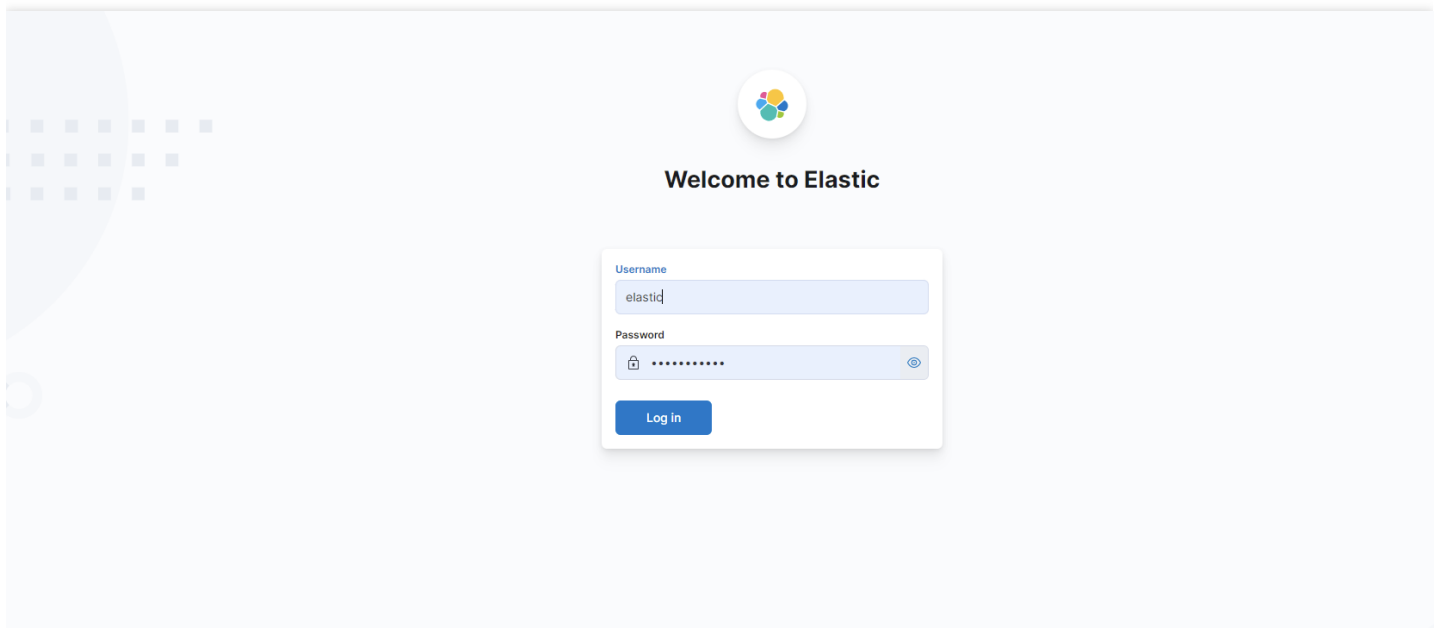 Welcome to Elastic
Username
elastic
Password
•••••••••••
Log in